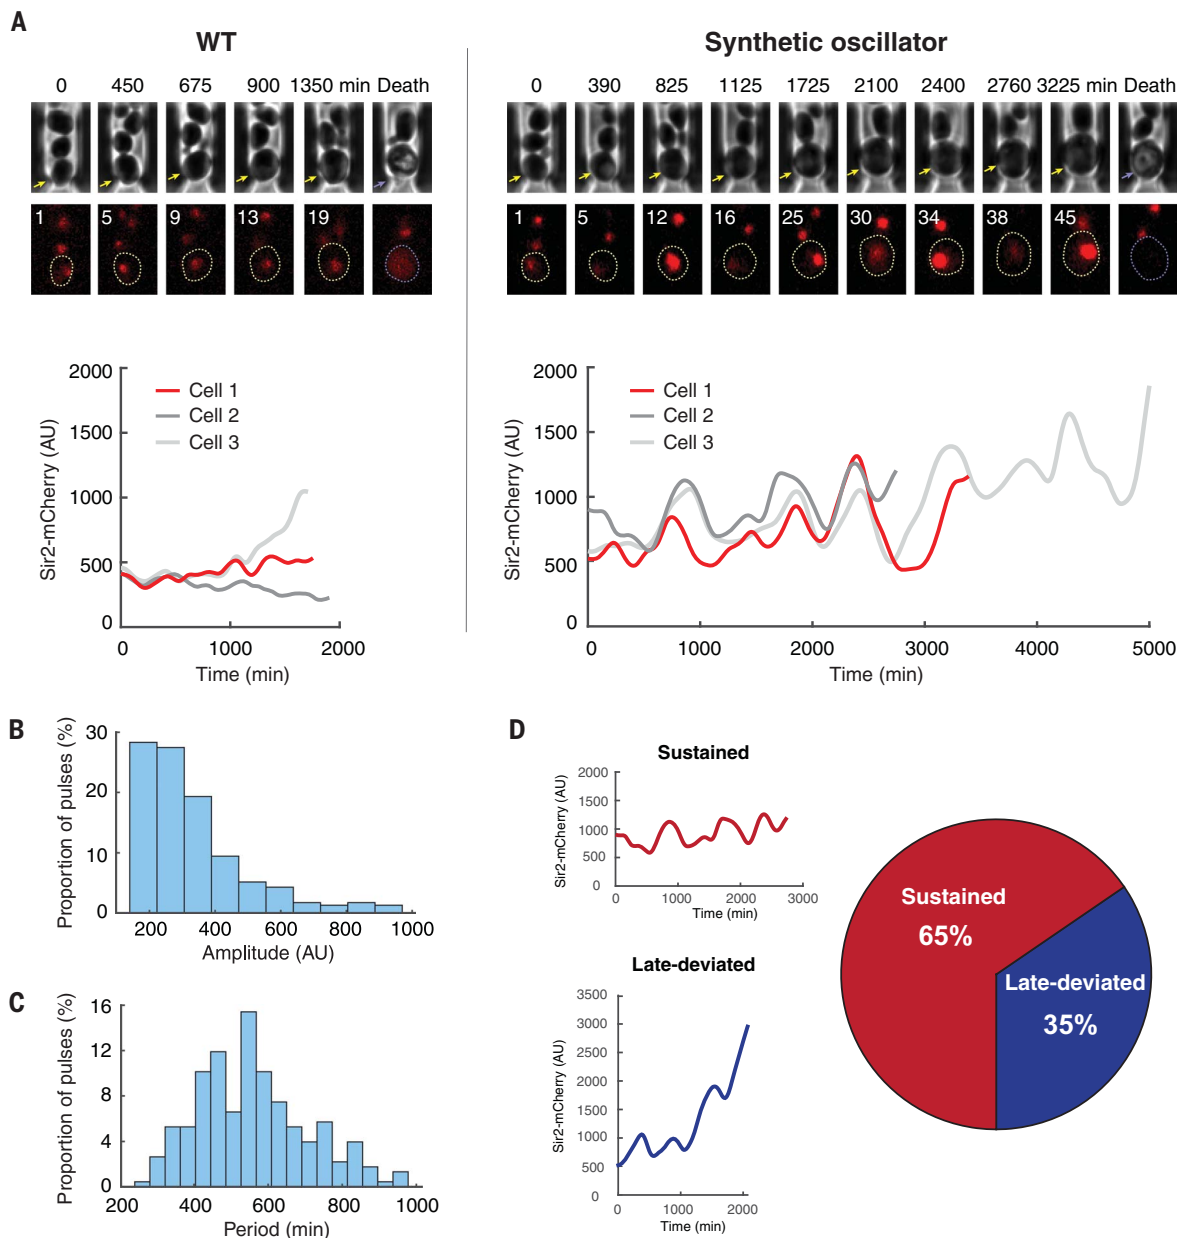 A
WT
Synthetic oscillator
0 450 675 900 1350 min Death
0 390 825 1125 1725 2100 2400 2760 3225 min Death
1 5 9 13 19
1 5 12 16 25 30 34 38 45
2000
1500
1000
500
0
Sir2-mCherry (AU)
Cell 1
Cell 2
Cell 3
0 1000 2000
Time (min)
2000
1500
1000
500
0
Sir2-mCherry (AU)
Cell 1
Cell 2
Cell 3
0 1000 2000 3000 4000 5000
Time (min)
B
30
20
10
0
Proportion of pulses (%)
200 400 600 800 1000
Amplitude (AU)
C
16
12
8
4
0
Proportion of pulses (%)
200 400 600 800 1000
Period (min)
D
Sustained
2000
1500
1000
500
0
Sir2-mCherry (AU)
0 1000 2000 3000
Time (min)
Late-deviated
3500
3000
2500
2000
1500
1000
500
0
Sir2-mCherry (AU)
0 1000 2000
Time (min)
Sustained
65%
Late-deviated
35%